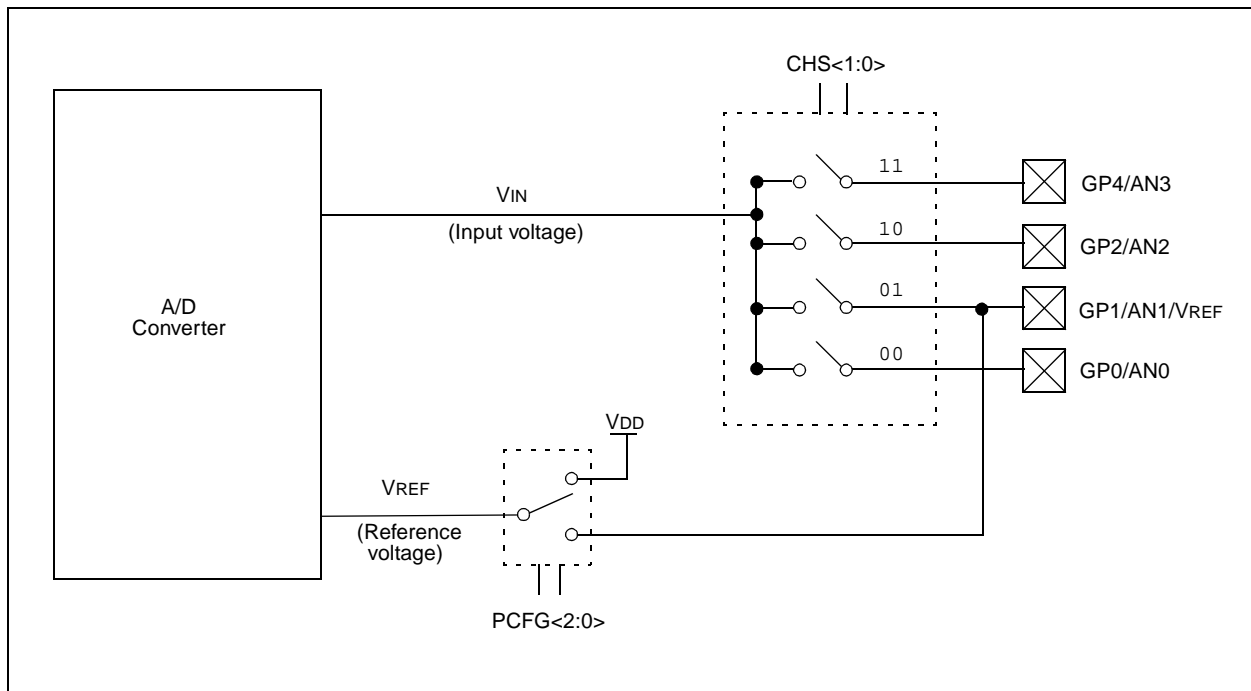 CHS<1:0>
A/D
Converter
VIN
(Input voltage)
11
GP4/AN3
10
GP2/AN2
01
GP1/AN1/VREF
00
GP0/AN0
VDD
VREF
(Reference
voltage)
PCFG<2:0>